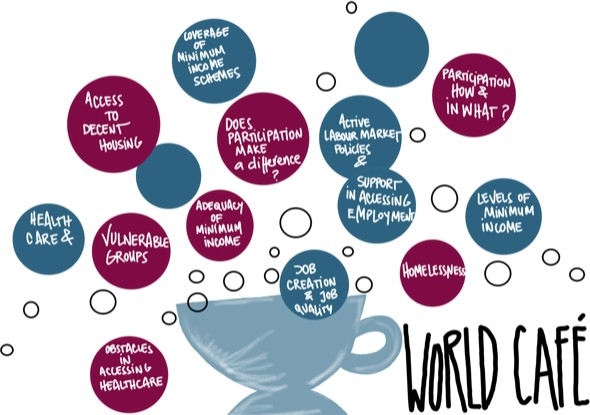 COVERAGE
OF
MINIMUM
INCOME
SCHEMES
PARTICIPATION
HOW &
IN WHAT?
ACCESS
TO
DECENT
HOUSING
DOES
PARTICIPATION
MAKE
a difference
?
ACTIVE
LABOUR MARKET
POLICIES
&
SUPPORT
IN ACCESSING
EMPLOYMENT
LEVELS OF
MINIMUM
INCOME
HEALTH
CARE &
VULNERABLE
GROUPS
ADEQUACY
OF
MINIMUM
INCOME
JOB
CREATION
& JOB
QUALITY
HOMELESSNESS
OBSTACLES
IN
ACCESSING
HEALTHCARE
WORLD CAFÉ